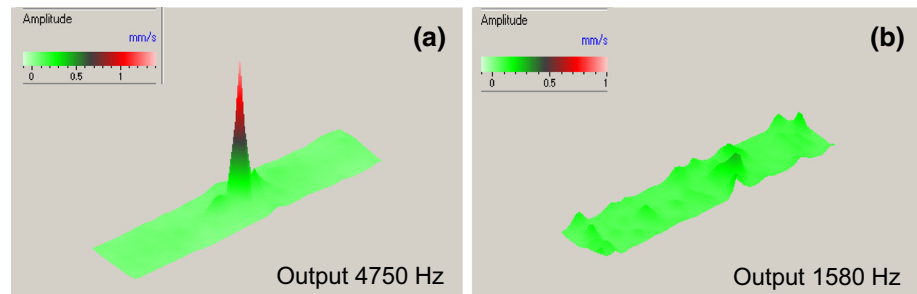 Amplitude
mm/s
0 0.5 1
(a)
Output 4750 Hz
Amplitude
mm/s
0 0.5 1
(b)
Output 1580 Hz